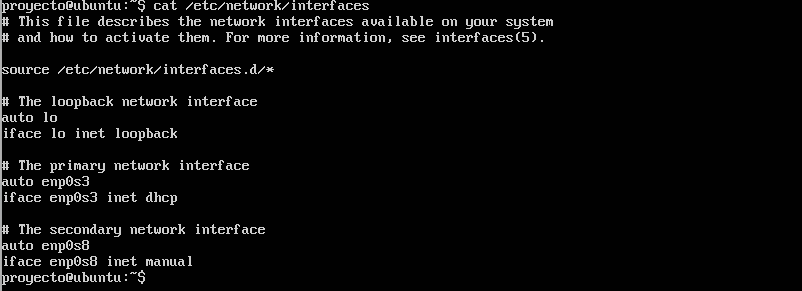 proyecto@ubuntu:~$ cat /etc/network/interfaces
# This file describes the network interfaces available on your system
# and how to activate them. For more information, see interfaces(5).
source /etc/network/interfaces.d/*
# The loopback network interface
auto lo
iface lo inet loopback
# The primary network interface
auto enp0s3
iface enp0s3 inet dhcp
# The secondary network interface
auto enp0s8
iface enp0s8 inet manual
proyecto@ubuntu:~$